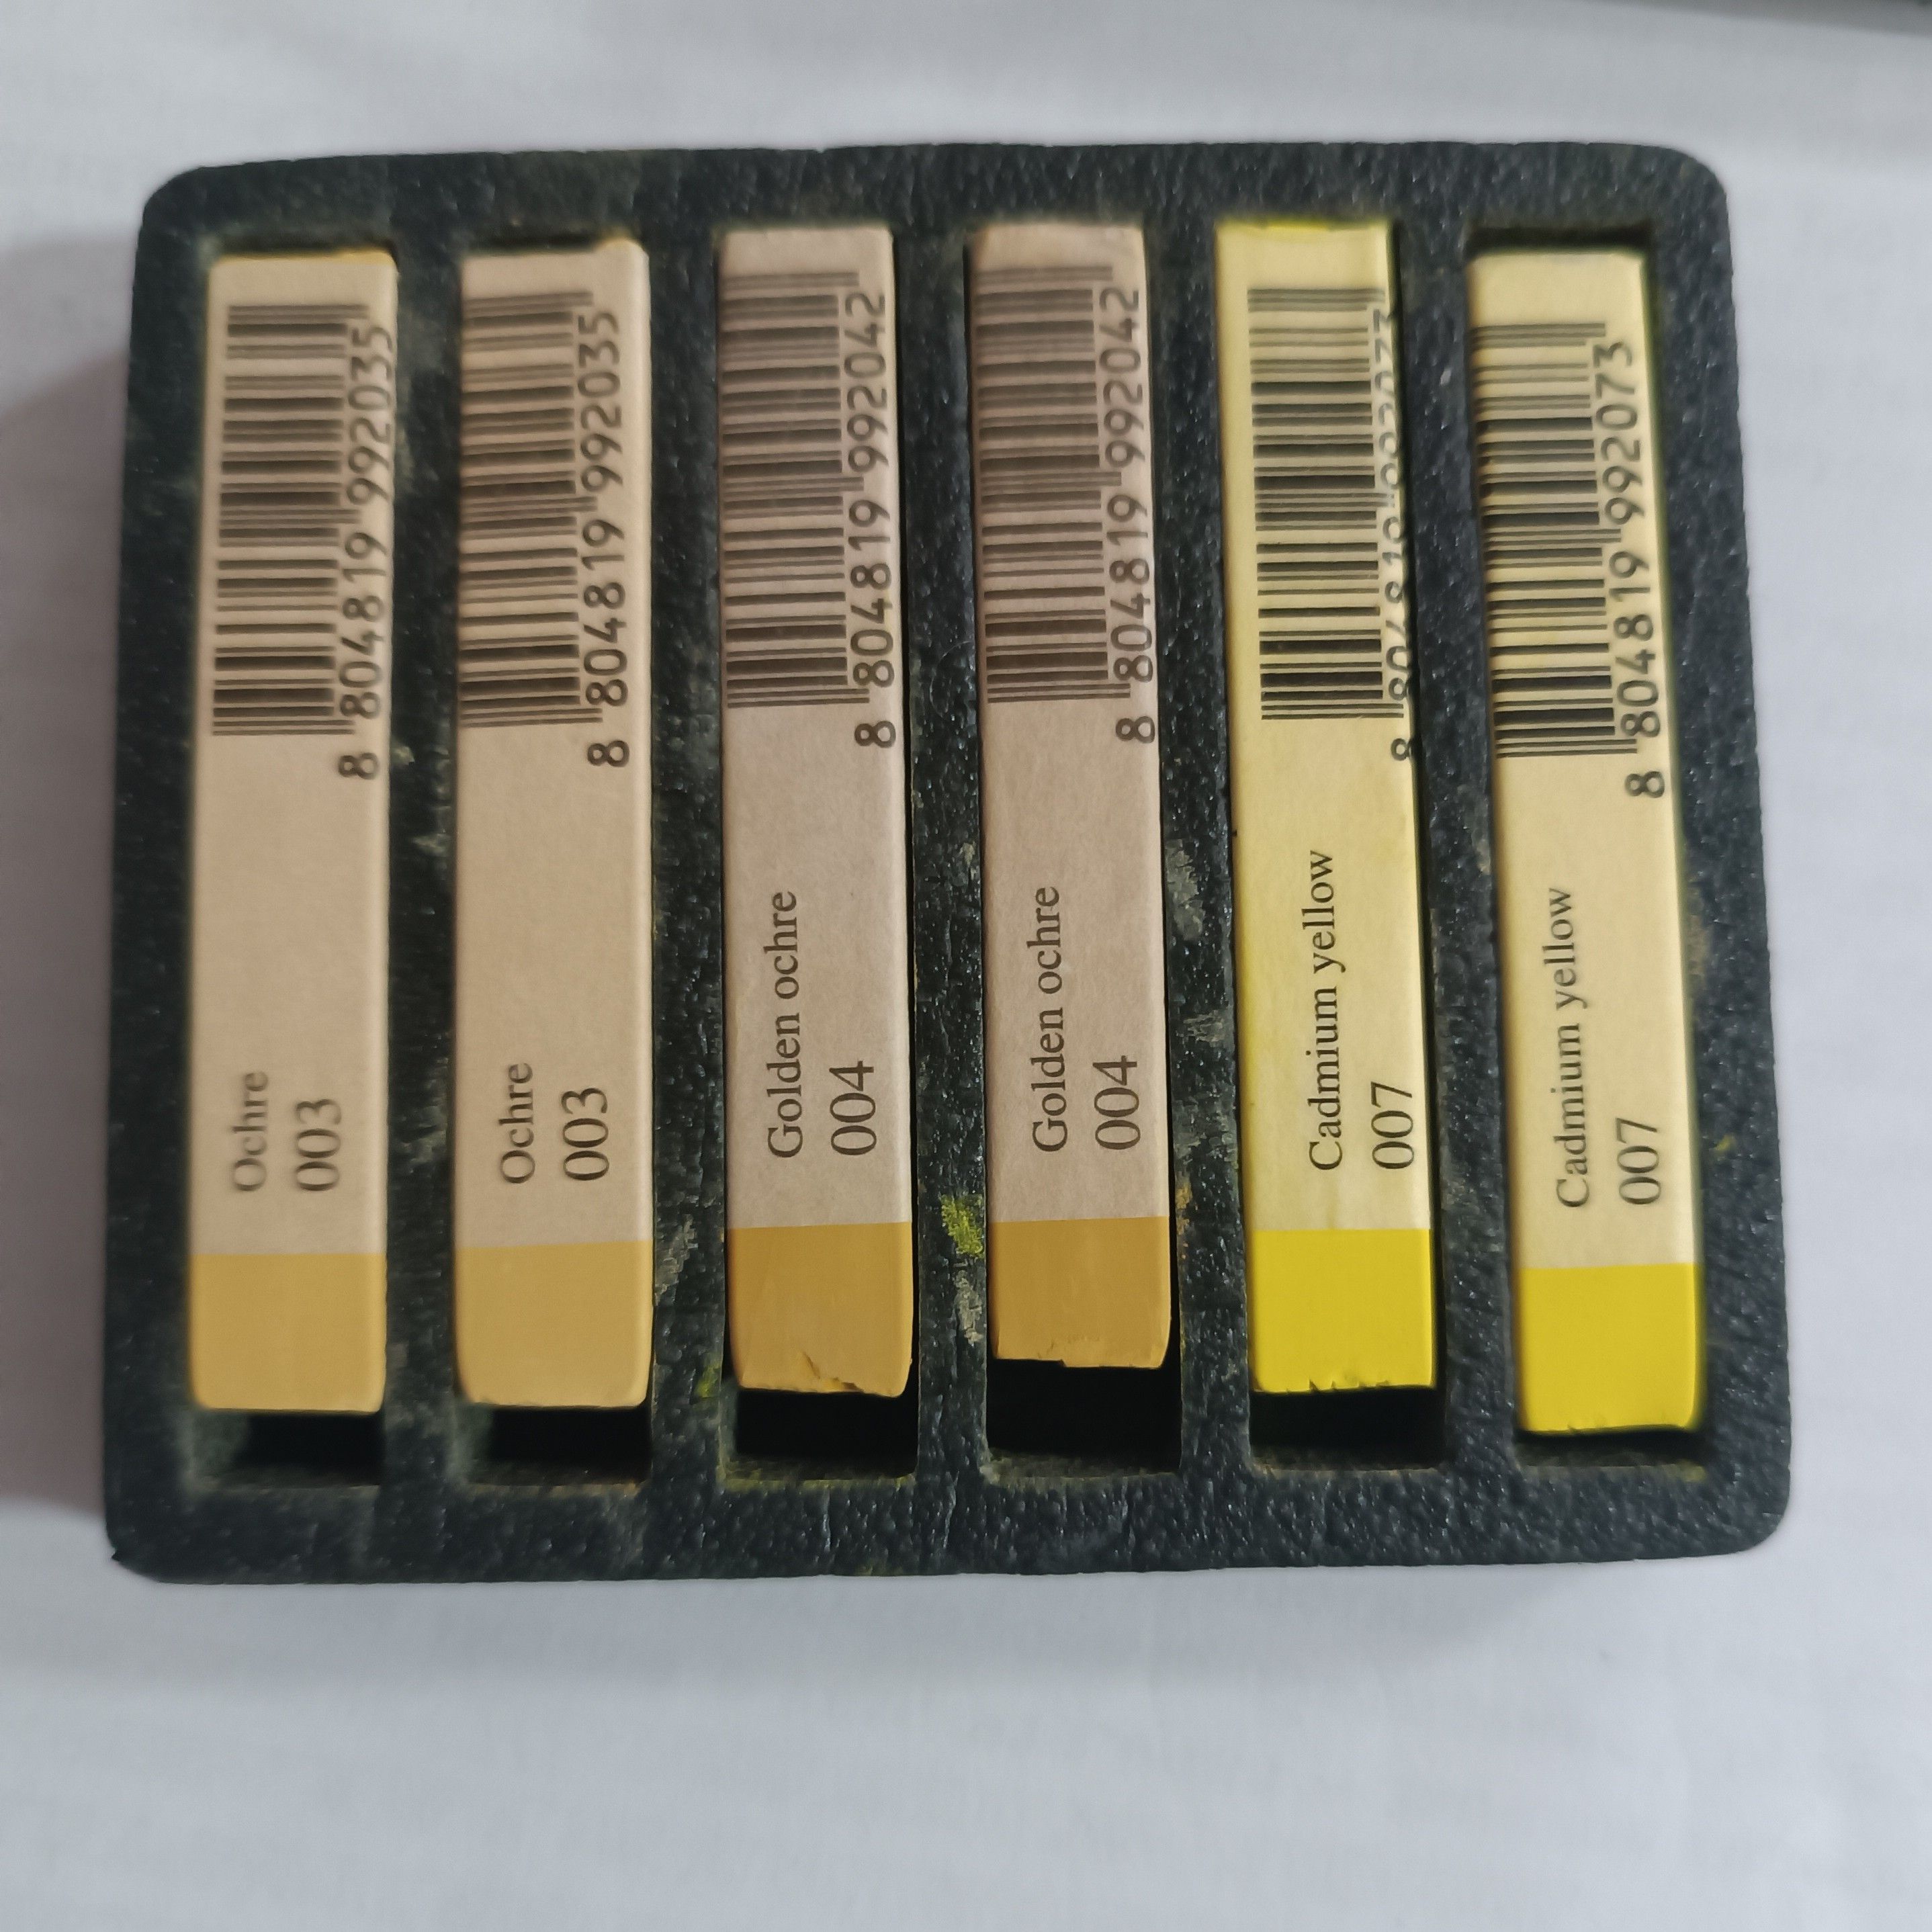 Ochre
003
8 804819 992035
Ochre
003
8 804819 992035
Golden ochre
004
8 804819 992042
Golden ochre
004
8 804819 992042
Cadmium yellow
007
Cadmium yellow
007
8 804819 992073